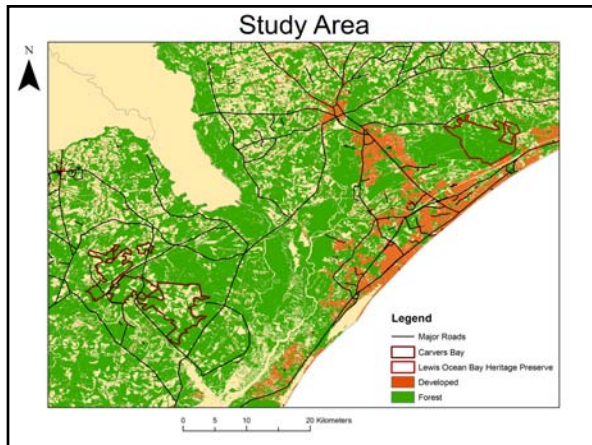 Study Area
N
Legend
Major Roads
Carvers Bay
Lewis Ocean Bay Heritage Preserve
Developed
Forest
0 5 10 20 Kilometers